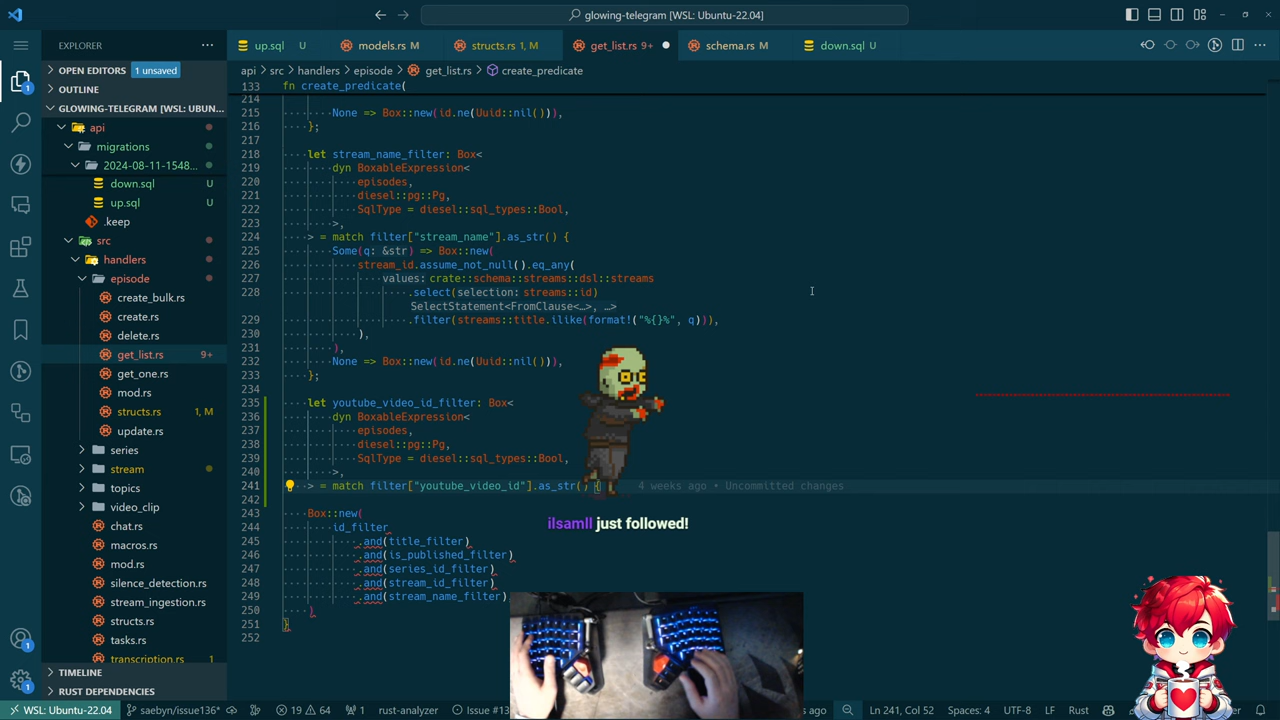 glowing-telegram [WSL: Ubuntu-22.04]
EXPLORER
up.sql U
models.rs M
structs.rs 1, M
get_list.rs 9+
schema.rs M
down.sql U
OPEN EDITORS 1 unsaved
api > src > handlers > episode > get_list.rs > create_predicate
OUTLINE
GLOWING-TELEGRAM [WSL: UBUN...
api
migrations
2024-08-11-1548...
down.sql U
up.sql U
.keep
src
handlers
episode
create_bulk.rs
create.rs
delete.rs
get_list.rs 9+
get_one.rs
mod.rs
structs.rs 1, M
update.rs
series
stream
topics
video_clip
chat.rs
macros.rs
mod.rs
silence_detection.rs
stream_ingestion.rs
structs.rs
tasks.rs
transcription.rs 1
TIMELINE
RUST DEPENDENCIES
133 fn create_predicate(
214
215 None => Box::new(id.ne(Uuid::nil())),
216 };
217
218 let stream_name_filter: Box<
219 dyn BoxableExpression<
220 episodes,
221 diesel::pg::Pg,
222 SqlType = diesel::sql_types::Bool,
223 >,
224 > = match filter["stream_name"].as_str() {
225 Some(q: &str) => Box::new(
226 stream_id.assume_not_null().eq_any(
227 values: crate::schema::streams::dsl::streams
228 .select(selection: streams::id)
SelectStatement<FromClause<…>, …>
229 .filter(streams::title.ilike(format!("%{}%", q))),
230 ),
231 ),
232 None => Box::new(id.ne(Uuid::nil())),
233 };
234
235 let youtube_video_id_filter: Box<
236 dyn BoxableExpression<
237 episodes,
238 diesel::pg::Pg,
239 SqlType = diesel::sql_types::Bool,
240 >,
241 > = match filter["youtube_video_id"].as_str() { 4 weeks ago • Uncommitted changes
242
243 Box::new(
244 id_filter
245 .and(title_filter)
246 .and(is_published_filter)
247 .and(series_id_filter)
248 .and(stream_id_filter)
249 .and(stream_name_filter)
250 )
251 }
252
ilsamll just followed!
WSL: Ubuntu-22.04
saebyn/issue136*
19 64
1
rust-analyzer
Issue #13
s ago
Ln 241, Col 52
Spaces: 4
UTF-8
LF
Rust